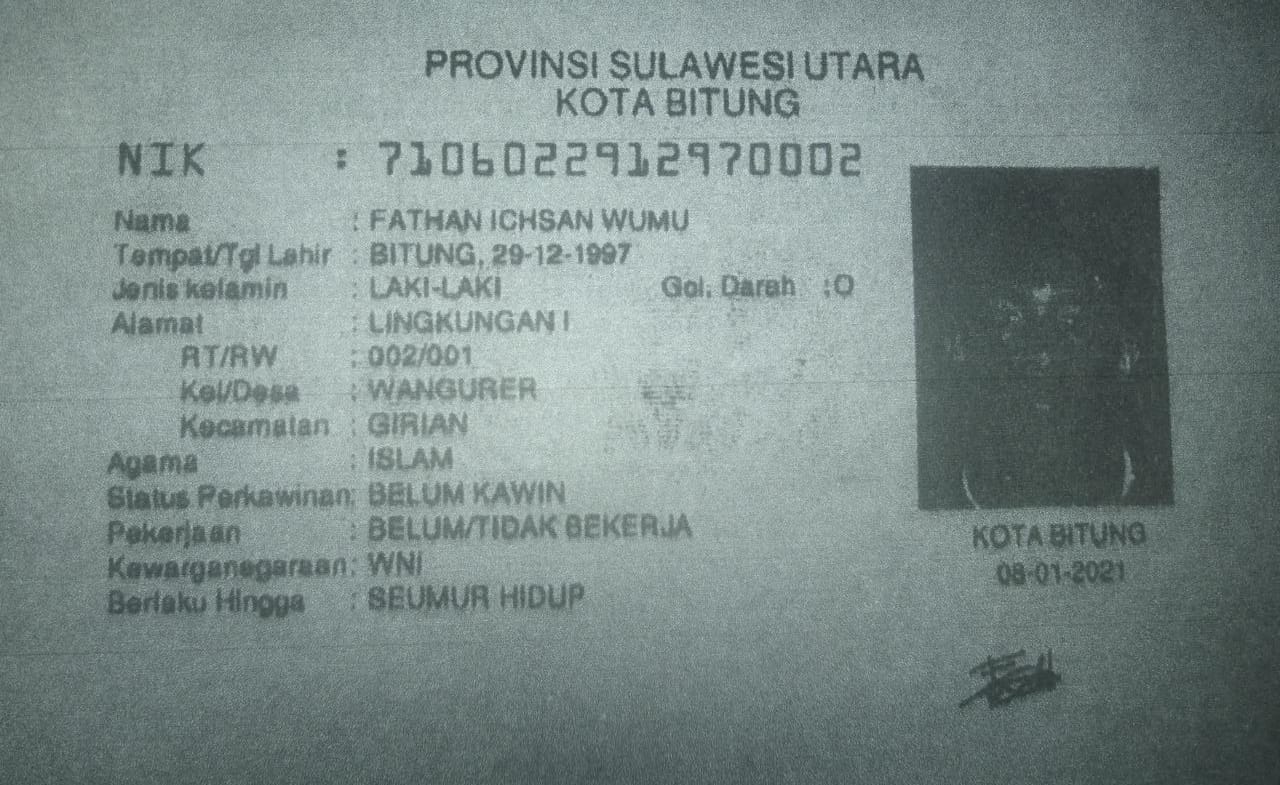 PROVINSI SULAWESI UTARA
KOTA BITUNG
NIK : 7106022912970002
Nama : FATHAN ICHSAN WUMU
Tempat/Tgl Lahir : BITUNG, 29-12-1997
Jenis kelamin : LAKI-LAKI Gol. Darah :O
Alamat : LINGKUNGAN I
RT/RW : 002/001
Kel/Desa : WANGURER
Kecamatan : GIRIAN
Agama : ISLAM
Status Perkawinan: BELUM KAWIN
Pekerjaan : BELUM/TIDAK BEKERJA
Kewarganegaraan: WNI
Berlaku Hingga : SEUMUR HIDUP
KOTA BITUNG
08-01-2021